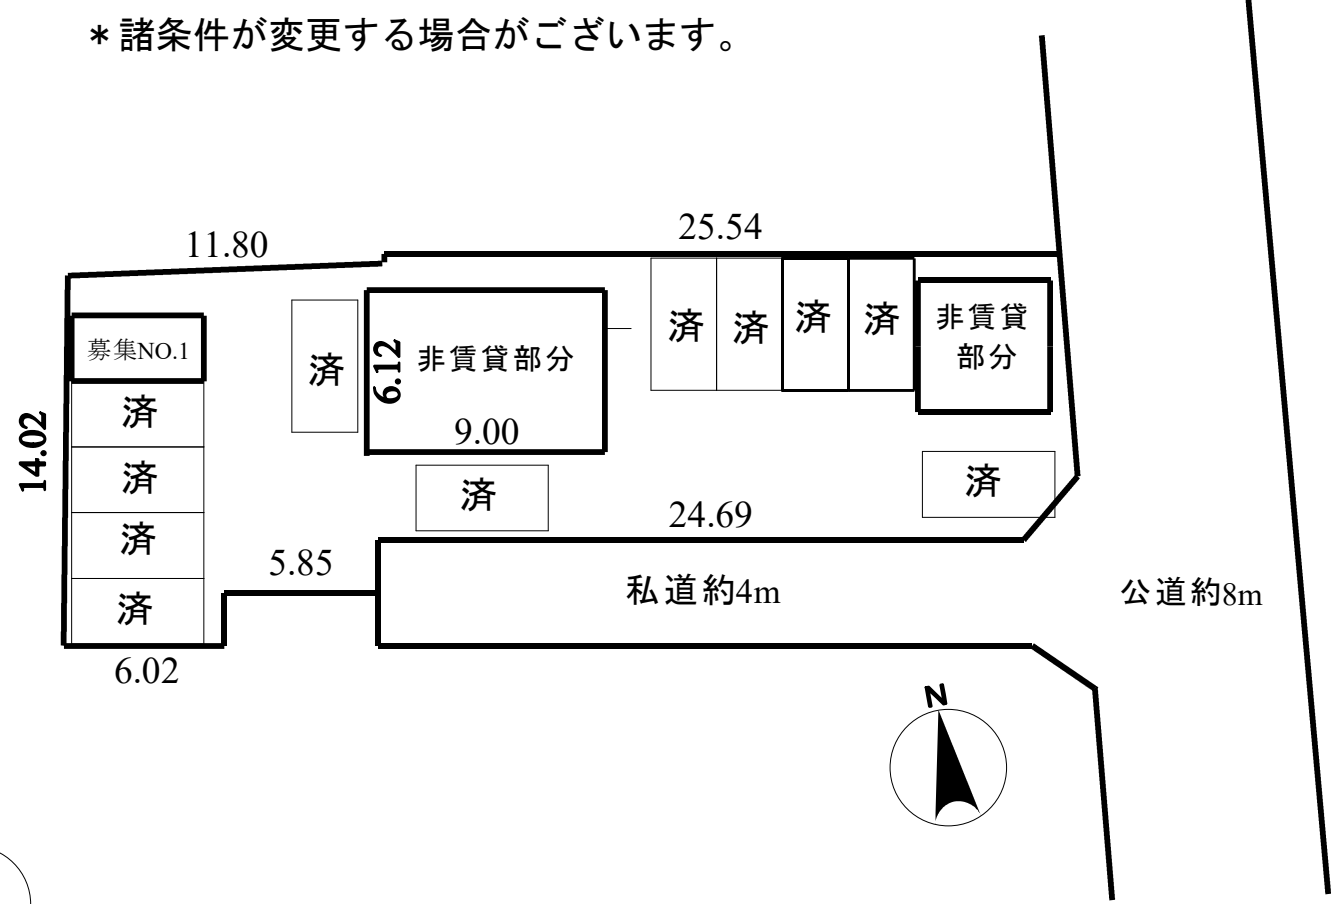 *諸条件が変更する場合がございます。
11.80
25.54
募集NO.1
済
済
済
済
14.02
6.02
済
6.12
非賃貸部分
9.00
済
5.85
済
済
済
済
非賃貸
部分
済
24.69
私道約4m
公道約8m
N